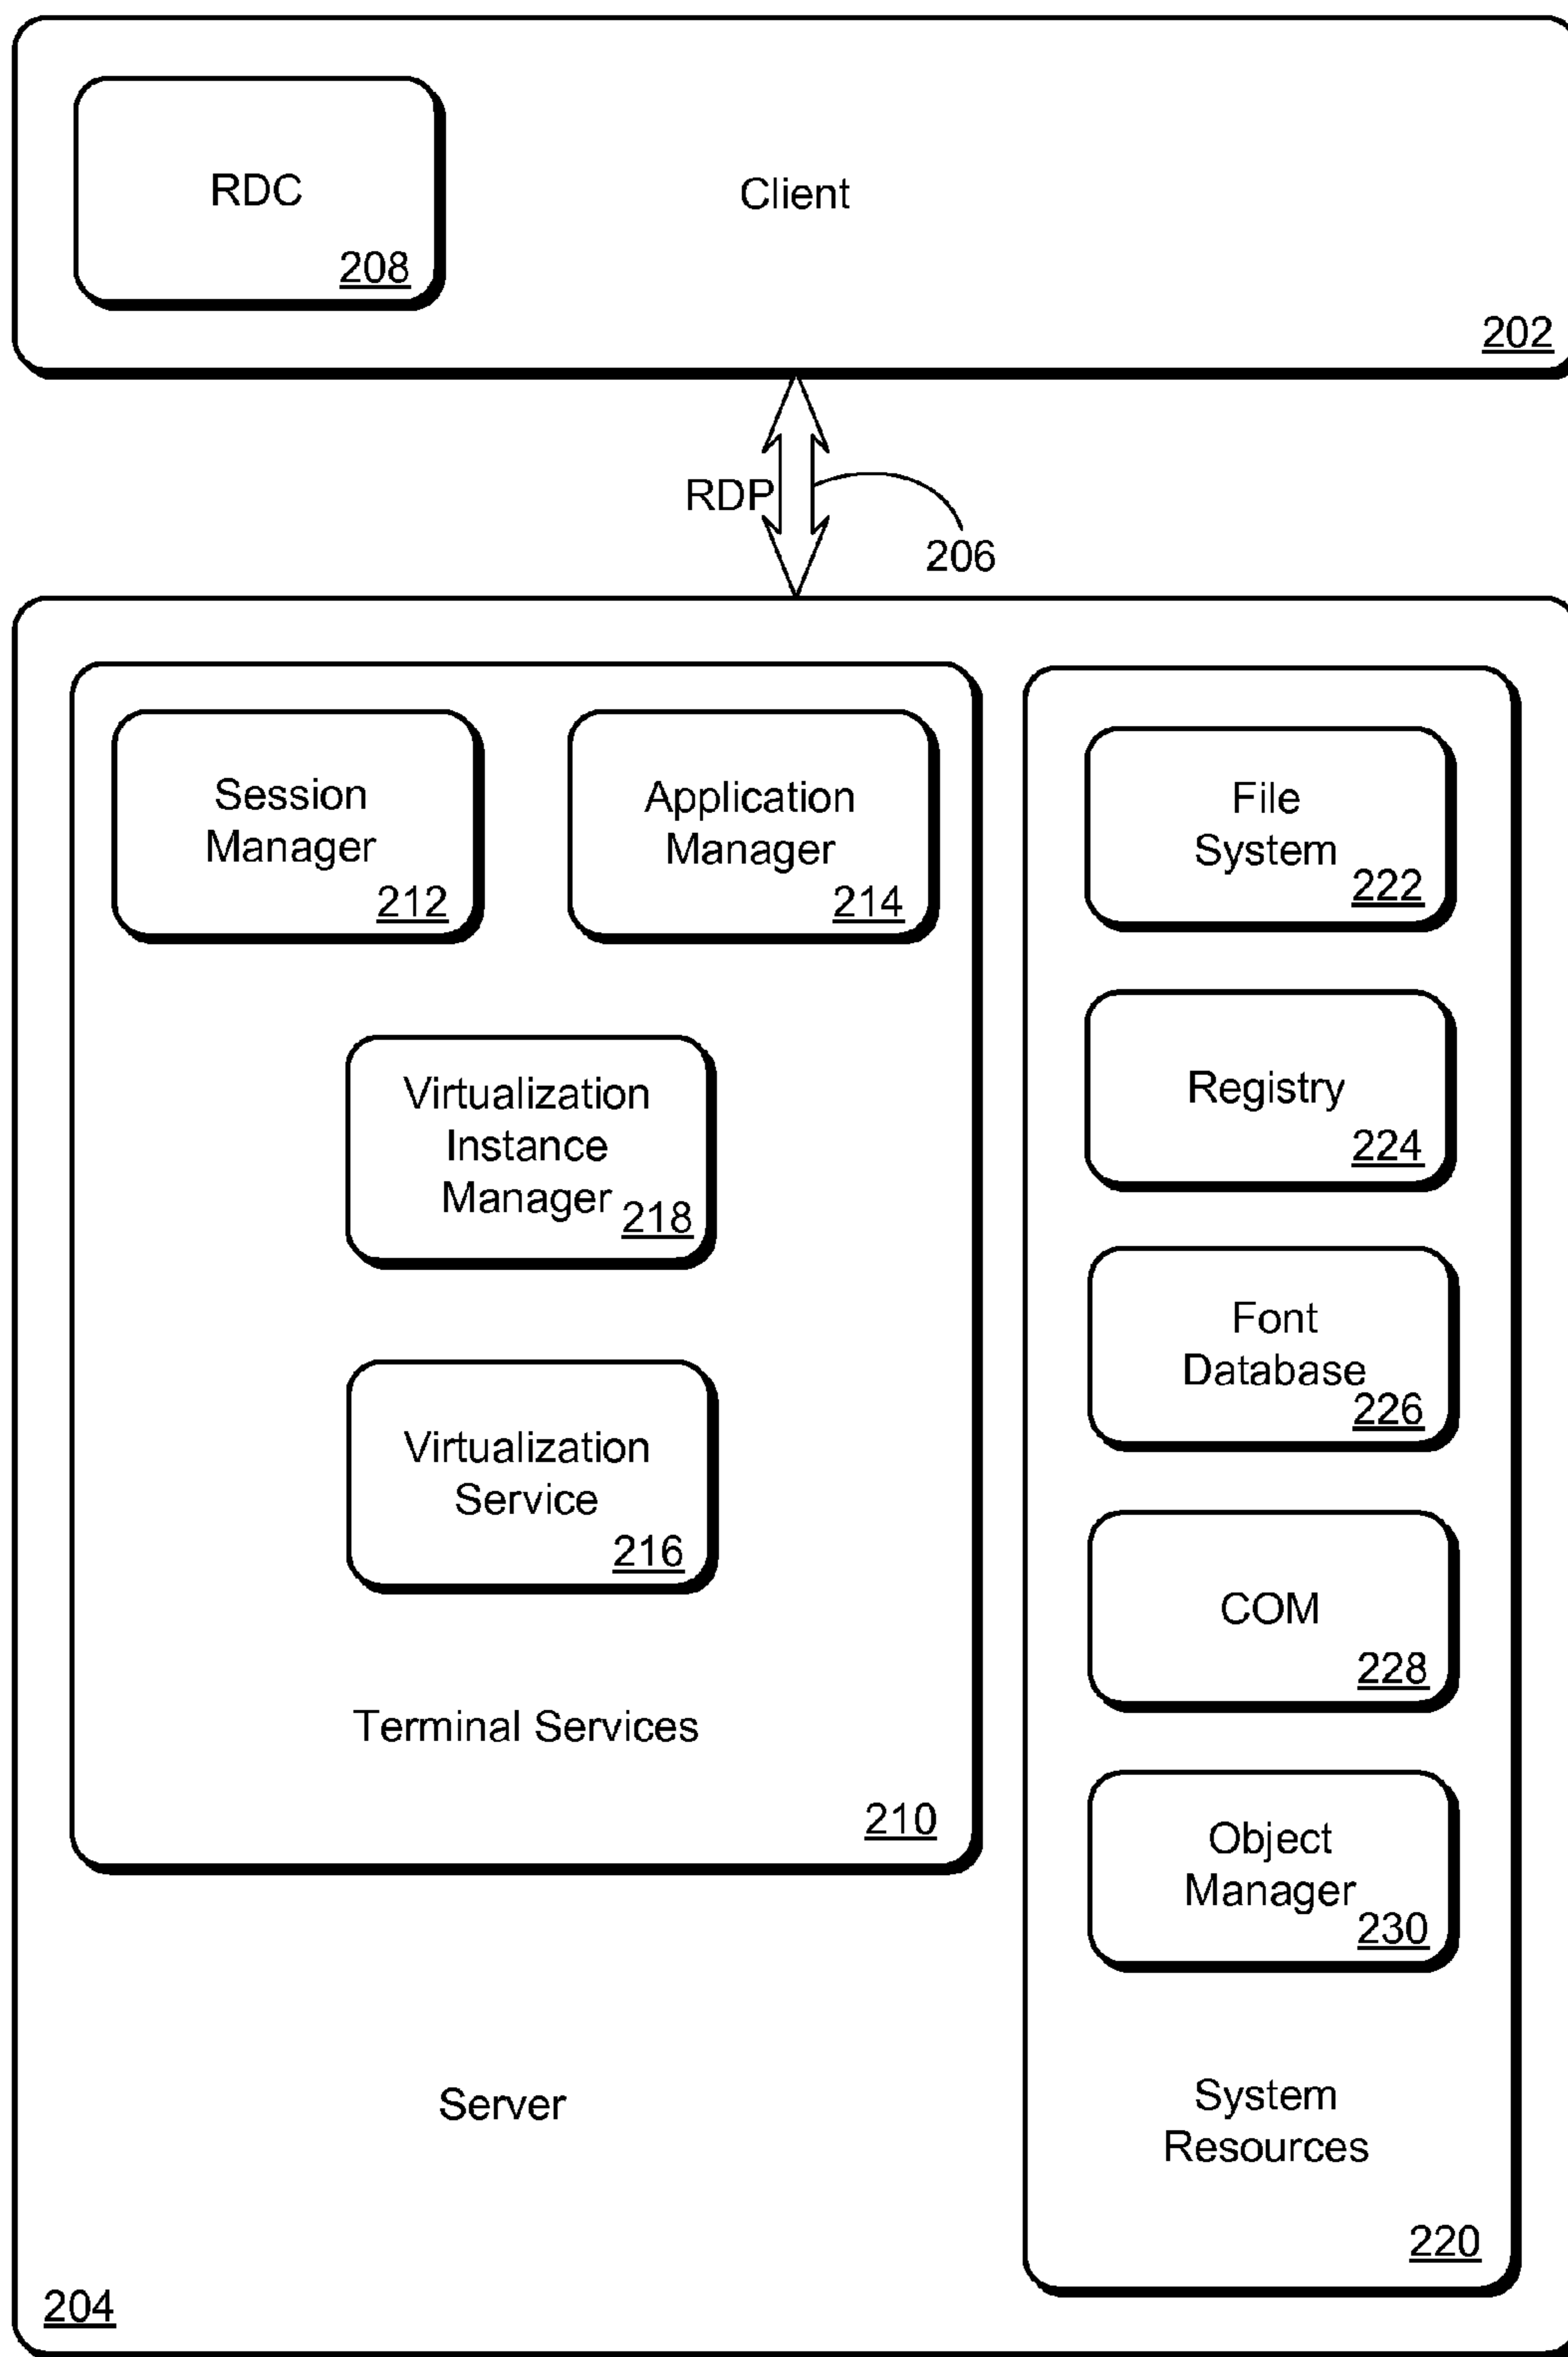 RDC
208
Client
202
RDP
206
Session
Manager
212
Application
Manager
214
Virtualization
Instance
Manager
218
Virtualization
Service
216
Terminal Services
210
File
System
222
Registry
224
Font
Database
226
COM
228
Object
Manager
230
System
Resources
220
Server
204